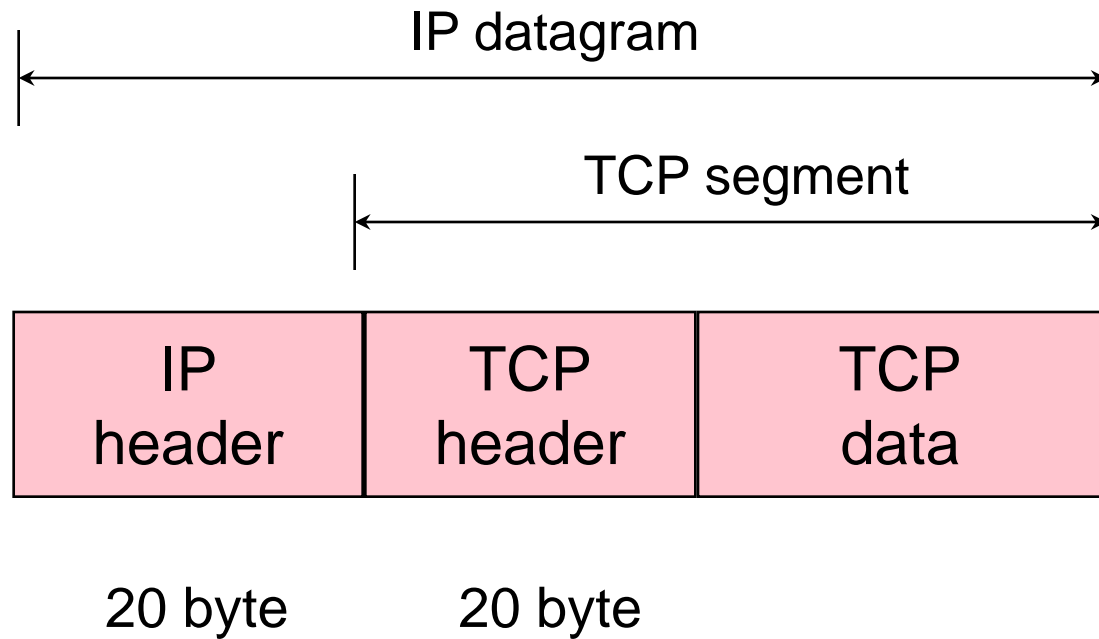 IP datagram
TCP segment
IP
header
TCP
header
TCP
data
20 byte
20 byte